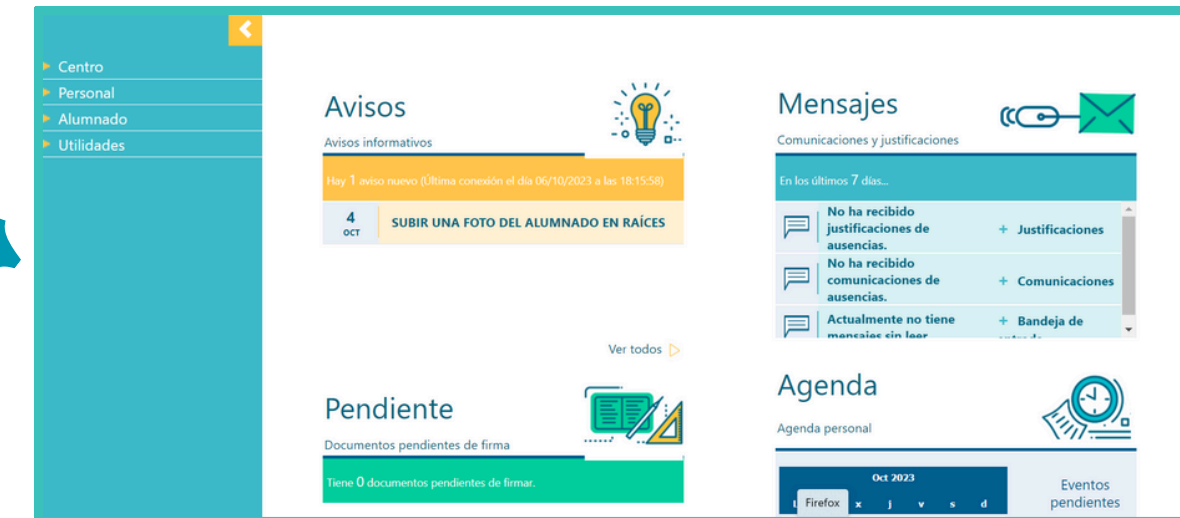 Centro
Personal
Alumnado
Utilidades
Avisos
Avisos informativos
Hay 1 aviso nuevo (Última conexión el día 06/10/2023 a las 18:15:58)
4
OCT
SUBIR UNA FOTO DEL ALUMNADO EN RAÍCES
Ver todos
Pendiente
Documentos pendientes de firma
Tiene 0 documentos pendientes de firmar.
Mensajes
Comunicaciones y justificaciones
En los últimos 7 días...
No ha recibido
justificaciones de
ausencias.
+ Justificaciones
No ha recibido
comunicaciones de
ausencias.
+ Comunicaciones
Actualmente no tiene
mensajes sin leer
+ Bandeja de
entrada
Agenda
Agenda personal
Oct 2023
l Firefox x j v s d
Eventos
pendientes